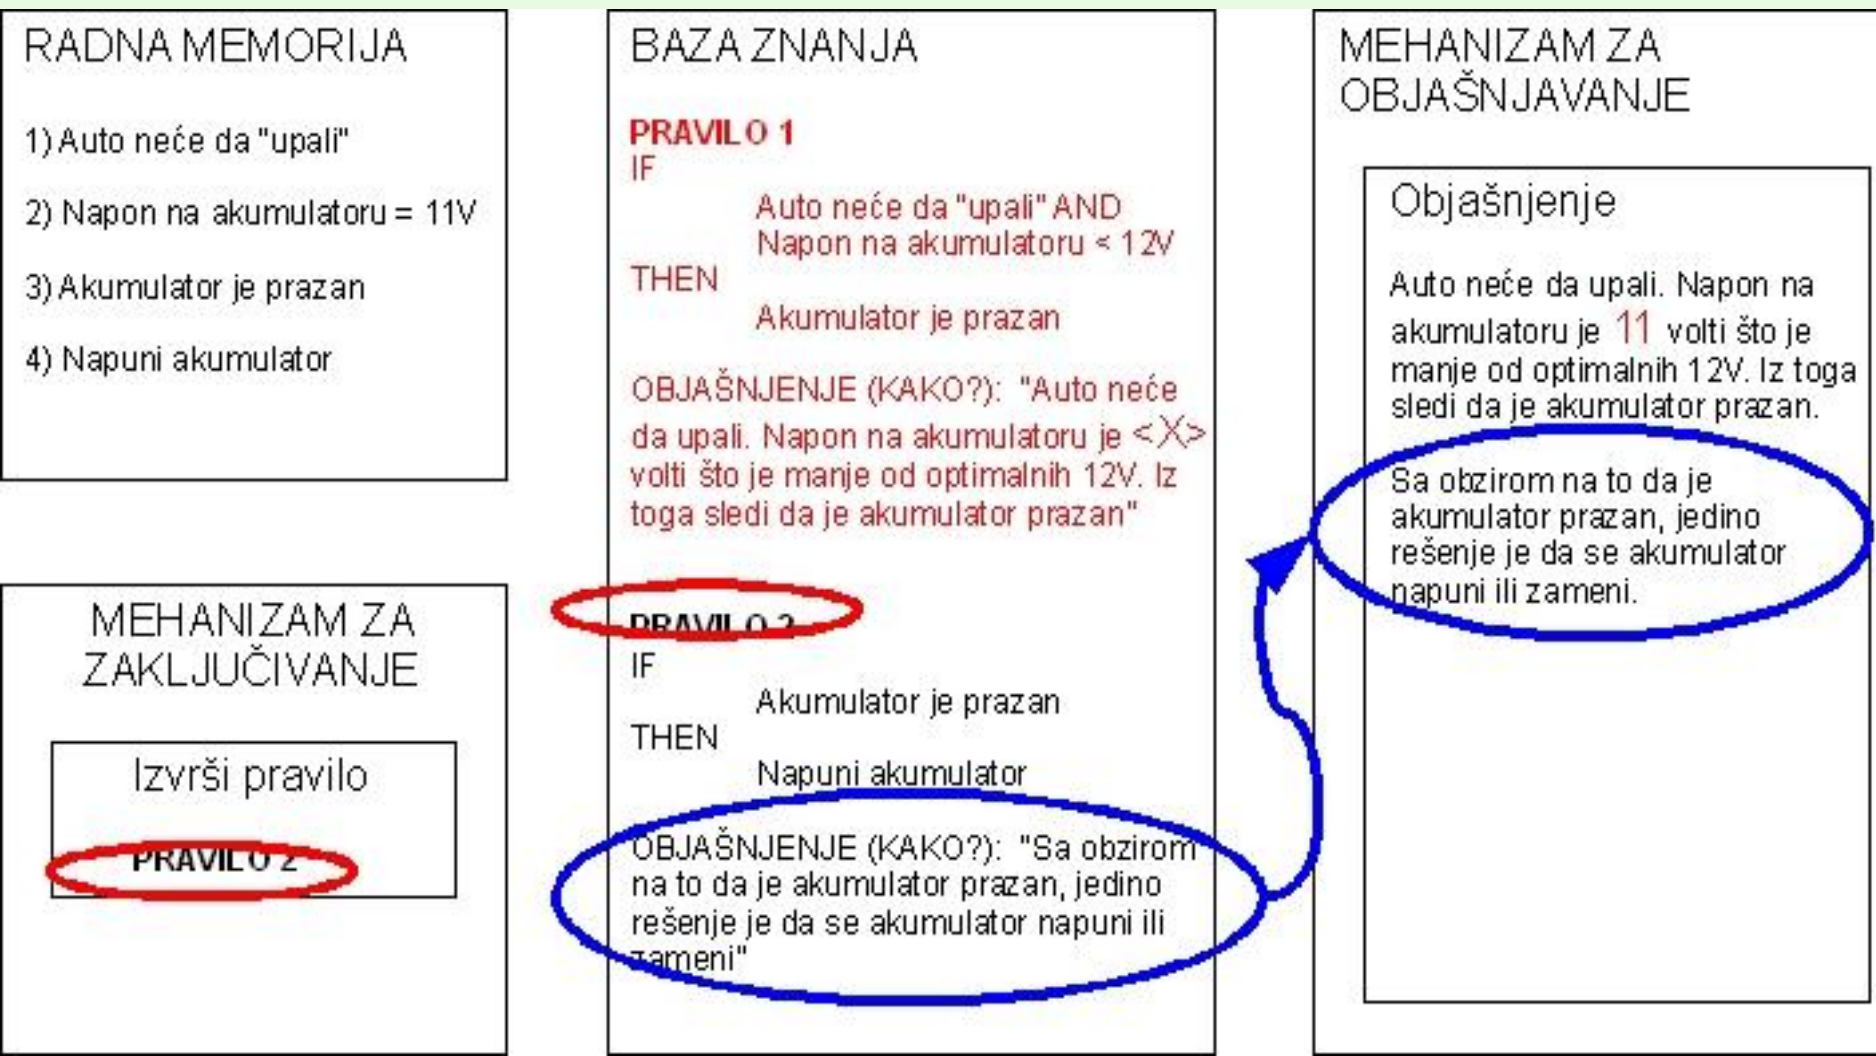 RADNA MEMORIJA
1) Auto neće da "upali"
2) Napon na akumulatoru = 11V
3) Akumulator je prazan
4) Napuni akumulator
MEHANIZAM ZA
ZAKLJUČIVANJE
Izvrši pravilo
PRAVILO 2
BAZA ZNANJA
PRAVILO 1
IF
Auto neće da "upali" AND
Napon na akumulatoru < 12V
THEN
Akumulator je prazan
OBJAŠNJENJE (KAKO?): "Auto neće
da upali. Napon na akumulatoru je <X>
volti što je manje od optimalnih 12V. Iz
toga sledi da je akumulator prazan"
PRAVILO 2
IF
Akumulator je prazan
THEN
Napuni akumulator
OBJAŠNJENJE (KAKO?): "Sa obzirom
na to da je akumulator prazan, jedino
rešenje je da se akumulator napuni ili
zameni"
MEHANIZAM ZA
OBJAŠNJAVANJE
Objašnjenje
Auto neće da upali. Napon na
akumulatoru je 11 volti što je
manje od optimalnih 12V. Iz toga
sledi da je akumulator prazan.
Sa obzirom na to da je
akumulator prazan, jedino
rešenje je da se akumulator
napuni ili zameni.